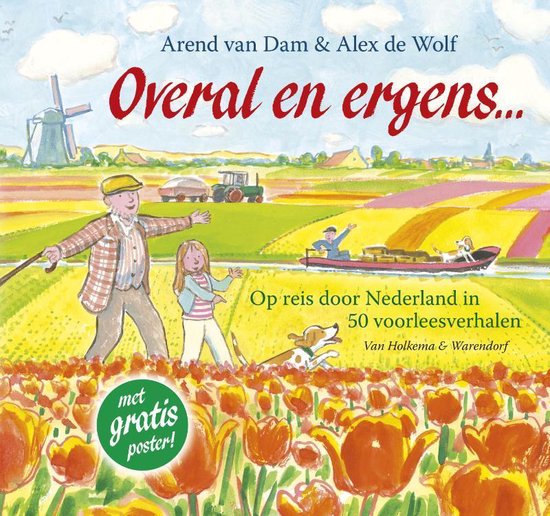 Arend van Dam & Alex de Wolf
Overal en ergens...
Op reis door Nederland in
50 voorleesverhalen
Van Holkema & Warendorf
met
gratis
poster!